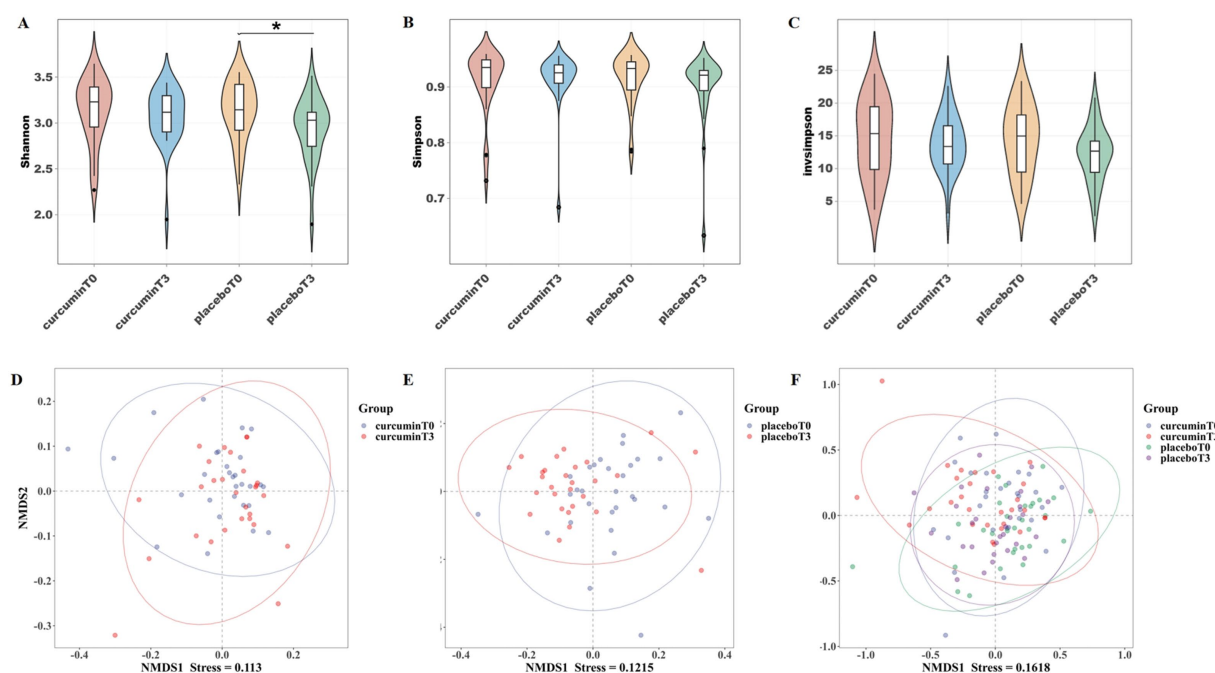 A
*
Shannon
3.5
3.0
2.5
2.0
curcuminT0
curcuminT3
placeboT0
placeboT3
B
Simpson
0.9
0.8
0.7
curcuminT0
curcuminT3
placeboT0
placeboT3
C
invsimpson
25
20
15
10
5
curcuminT0
curcuminT3
placeboT0
placeboT3
D
NMDS2
0.2
0.1
0.0
-0.1
-0.2
-0.3
-0.4
-0.2
0.0
0.2
NMDS1 Stress = 0.113
Group
curcuminT0
curcuminT3
E
-0.4
-0.2
0.0
0.2
0.4
NMDS1 Stress = 0.1215
Group
placeboT0
placeboT3
F
1.0
0.5
0.0
-0.5
-1.0
-1.0
-0.5
0.0
0.5
1.0
NMDS1 Stress = 0.1618
Group
curcuminT
curcuminT
placeboT0
placeboT3